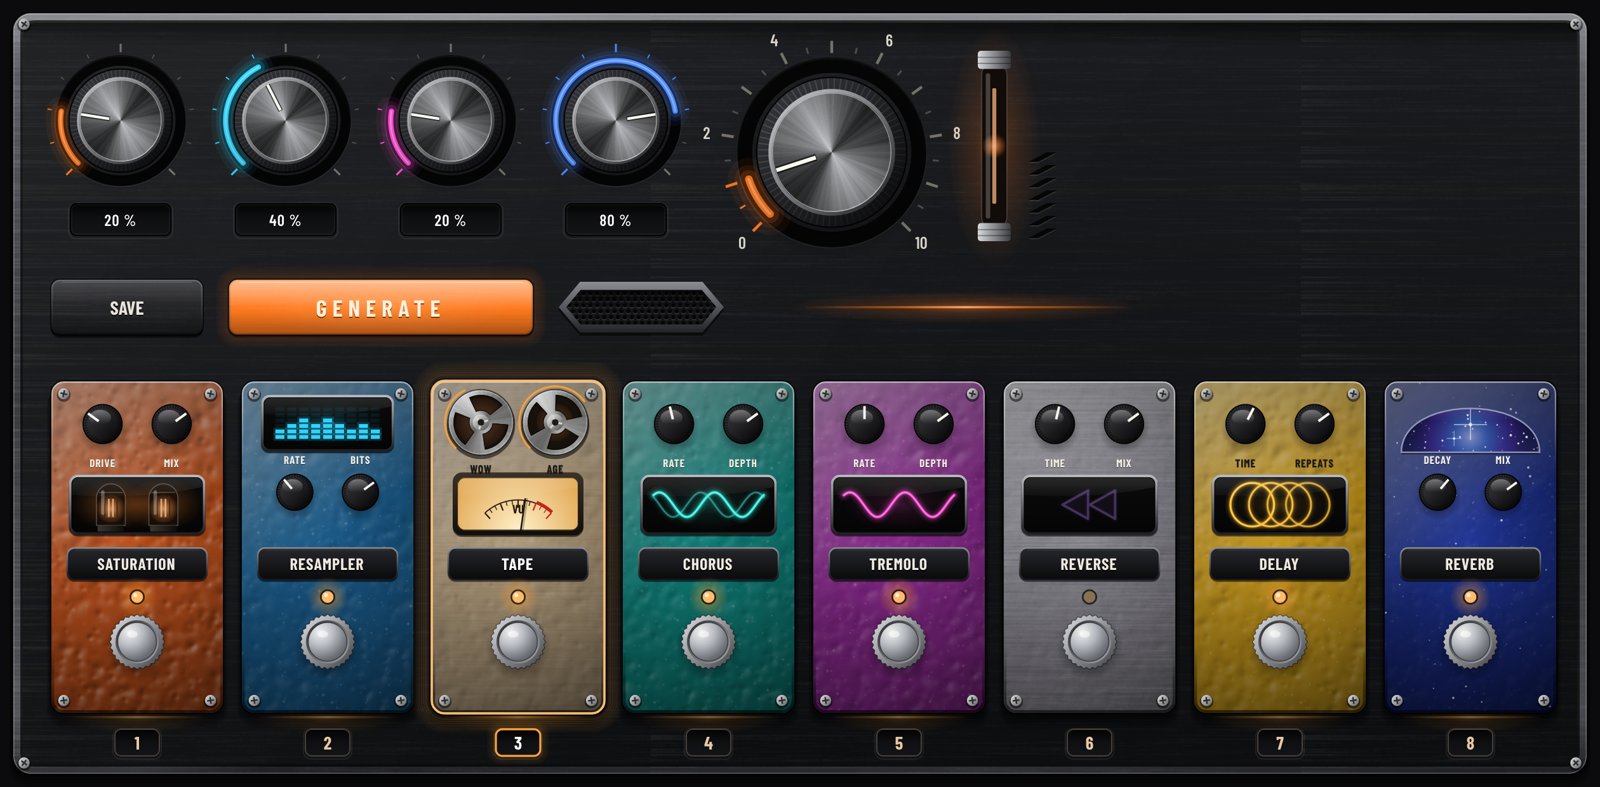 4 6
2 8
0 10
20 %
40 %
20 %
80 %
SAVE
GENERATE
DRIVE MIX
SATURATION
1
RATE BITS
RESAMPLER
2
WOW AGE
VU
TAPE
3
RATE DEPTH
CHORUS
4
RATE DEPTH
TREMOLO
5
TIME MIX
REVERSE
6
TIME REPEATS
DELAY
7
DECAY MIX
REVERB
8